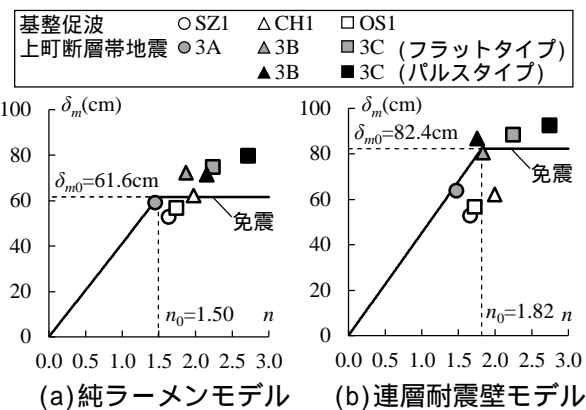 基整促波 SZ1 CH1 OS1
上町断層帯地震 3A 3B 3C (フラットタイプ)
3B 3C (パルスタイプ)
δm(cm)
100
80
60
40
20
0
δm0=61.6cm
免震
n0=1.50
n
0.0 0.5 1.0 1.5 2.0 2.5 3.0
(a)純ラーメンモデル
δm(cm)
100
80
60
40
20
0
δm0=82.4cm
免震
n0=1.82
n
0.0 0.5 1.0 1.5 2.0 2.5 3.0
(b)連層耐震壁モデル